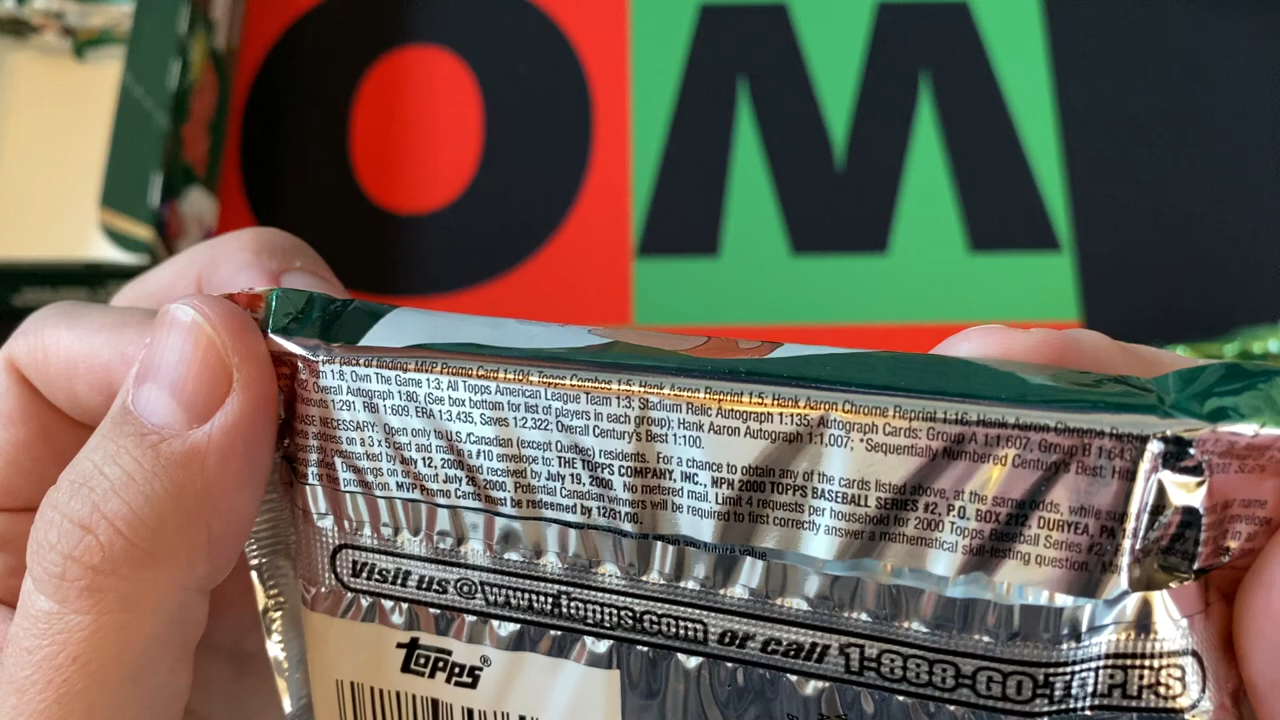 OM
per pack of finding: MVP Promo Card 1:104; Topps Combos 1:5; Hank Aaron Reprint 1:5; Hank Aaron Chrome Reprint 1:16; Hank Aaron Chrome
Team 1:8; Own The Game 1:3; All Topps American League Team 1:3; Stadium Relic Autograph 1:135; Autograph Cards: Group A 1:1,607, Group B 1:643,
Overall Autograph 1:80; (See box bottom for list of players in each group); Hank Aaron Autograph 1:1,007; *Sequentially Numbered Century's Best: Hits
1:291, RBI 1:609, ERA 1:3,435, Saves 1:2,322; Overall Century's Best 1:100.
NECESSARY: Open only to U.S./Canadian (except Quebec) residents. For a chance to obtain any of the cards listed above, at the same odds, while
address on a 3 x 5 card and mail in a #10 envelope to: THE TOPPS COMPANY, INC., NPN 2000 TOPPS BASEBALL SERIES #2, P.O. BOX 212, DURYEA, PA
postmarked by July 12, 2000 and received by July 19, 2000. No metered mail. Limit 4 requests per household for 2000 Topps Baseball Series #2.
Drawings on or about July 26, 2000. Potential Canadian winners will be required to first correctly answer a mathematical skill-testing question.
for this promotion. MVP Promo Cards must be redeemed by 12/31/00.
attain any future value
Visit us @ www.topps.com or call 1-888-GO-TOPPS
topps®